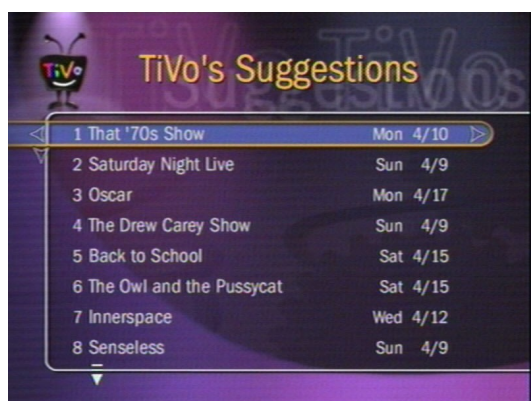 TiVo
TiVo's Suggestions
1 That '70s Show Mon 4/10
2 Saturday Night Live Sun 4/9
3 Oscar Mon 4/17
4 The Drew Carey Show Sun 4/9
5 Back to School Sat 4/15
6 The Owl and the Pussycat Sat 4/15
7 Innerspace Wed 4/12
8 Senseless Sun 4/9